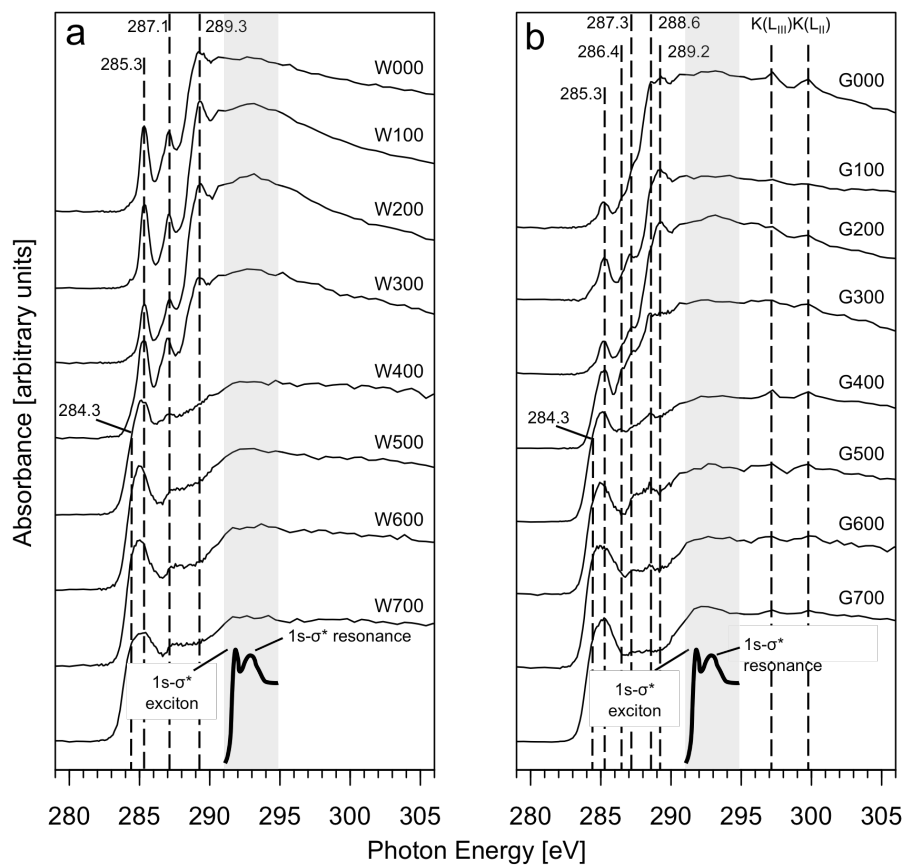 a
287.1
289.3
285.3
W000
W100
W200
W300
W400
284.3
W500
W600
W700
1s-σ* resonance
1s-σ*
exciton
280 285 290 295 300 305
b
287.3
288.6
K(LIII)K(LII)
286.4
289.2
285.3
G000
G100
G200
G300
G400
284.3
G500
G600
G700
1s-σ*
resonance
1s-σ*
exciton
280 285 290 295 300 305
Absorbance [arbitrary units]
Photon Energy [eV]